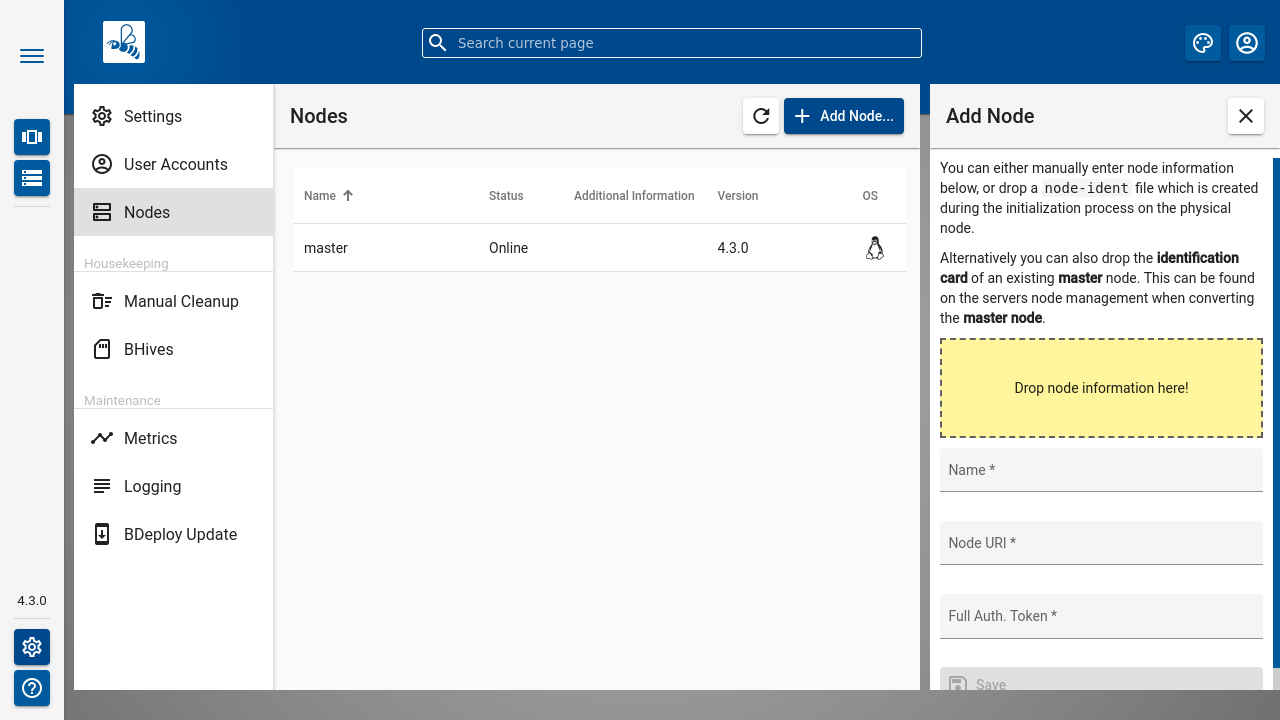 Search current page
Settings
User Accounts
Nodes
Housekeeping
Manual Cleanup
BHives
Maintenance
Metrics
Logging
BDeploy Update
4.3.0
Nodes
Add Node...
Name Status Additional Information Version OS
master Online 4.3.0
Add Node
You can either manually enter node information
below, or drop a node-ident file which is created
during the initialization process on the physical
node.
Alternatively you can also drop the identification
card of an existing master node. This can be found
on the servers node management when converting
the master node.
Drop node information here!
Name *
Node URI *
Full Auth. Token *
Save